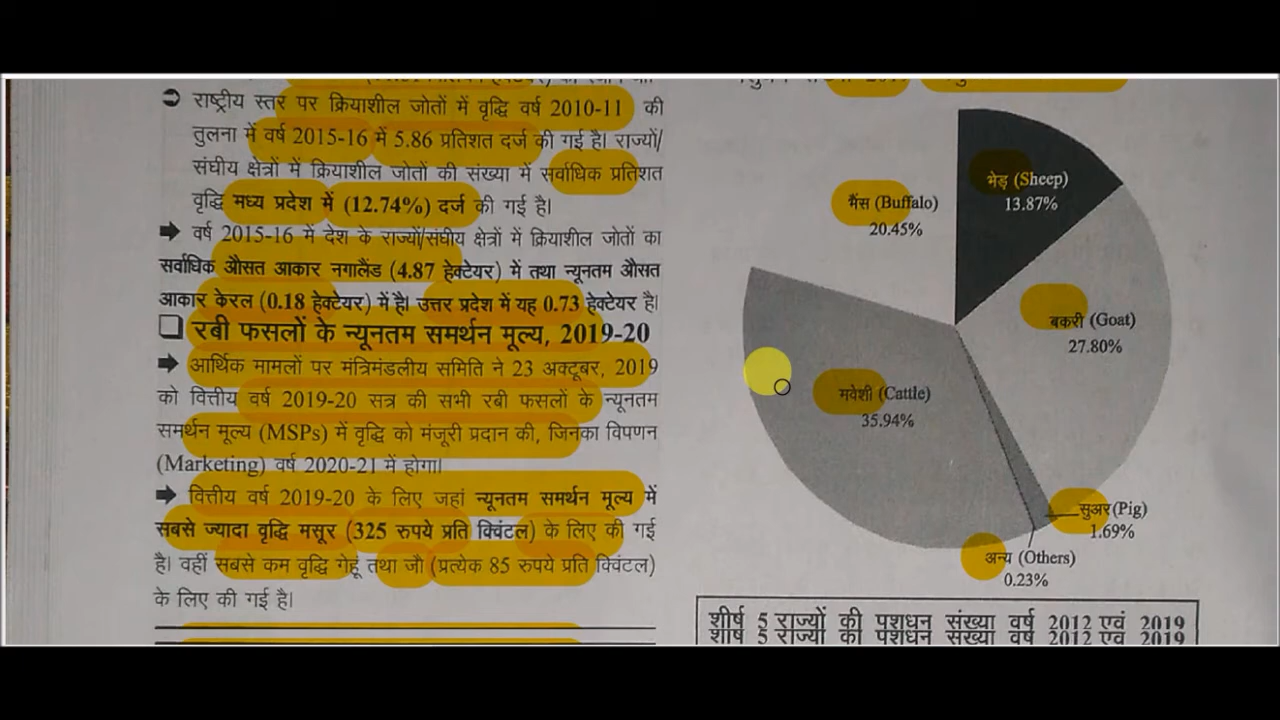 ➲ राष्ट्रीय स्तर पर क्रियाशील जोतों में वृद्धि वर्ष 2010-11 की
तुलना में वर्ष 2015-16 में 5.86 प्रतिशत दर्ज की गई है। राज्यों/
संघीय क्षेत्रों में क्रियाशील जोतों की संख्या में सर्वाधिक प्रतिशत
वृद्धि मध्य प्रदेश में (12.74%) दर्ज की गई है।
➡ वर्ष 2015-16 में देश के राज्यों/संघीय क्षेत्रों में क्रियाशील जोतों का
सर्वाधिक औसत आकार नगालैंड (4.87 हेक्टेयर) में तथा न्यूनतम औसत
आकार केरल (0.18 हेक्टेयर) में है। उत्तर प्रदेश में यह 0.73 हेक्टेयर है।
❑ रबी फसलों के न्यूनतम समर्थन मूल्य, 2019-20
➡ आर्थिक मामलों पर मंत्रिमंडलीय समिति ने 23 अक्टूबर, 2019
को वित्तीय वर्ष 2019-20 सत्र की सभी रबी फसलों के न्यूनतम
समर्थन मूल्य (MSPs) में वृद्धि को मंजूरी प्रदान की, जिनका विपणन
(Marketing) वर्ष 2020-21 में होगा।
➡ वित्तीय वर्ष 2019-20 के लिए जहां न्यूनतम समर्थन मूल्य में
सबसे ज्यादा वृद्धि मसूर (325 रुपये प्रति क्विंटल) के लिए की गई
है। वहीं सबसे कम वृद्धि गेहूं तथा जौ (प्रत्येक 85 रुपये प्रति क्विंटल)
के लिए की गई है।
भेड़ (Sheep)
13.87%
भैंस (Buffalo)
20.45%
बकरी (Goat)
27.80%
मवेशी (Cattle)
35.94%
सुअर (Pig)
1.69%
अन्य (Others)
0.23%
शीर्ष 5 राज्यों की पशधन संख्या वर्ष 2012 एवं 2019
शीर्ष 5 राज्यों की पशधन संख्या वर्ष 2012 एवं 2019